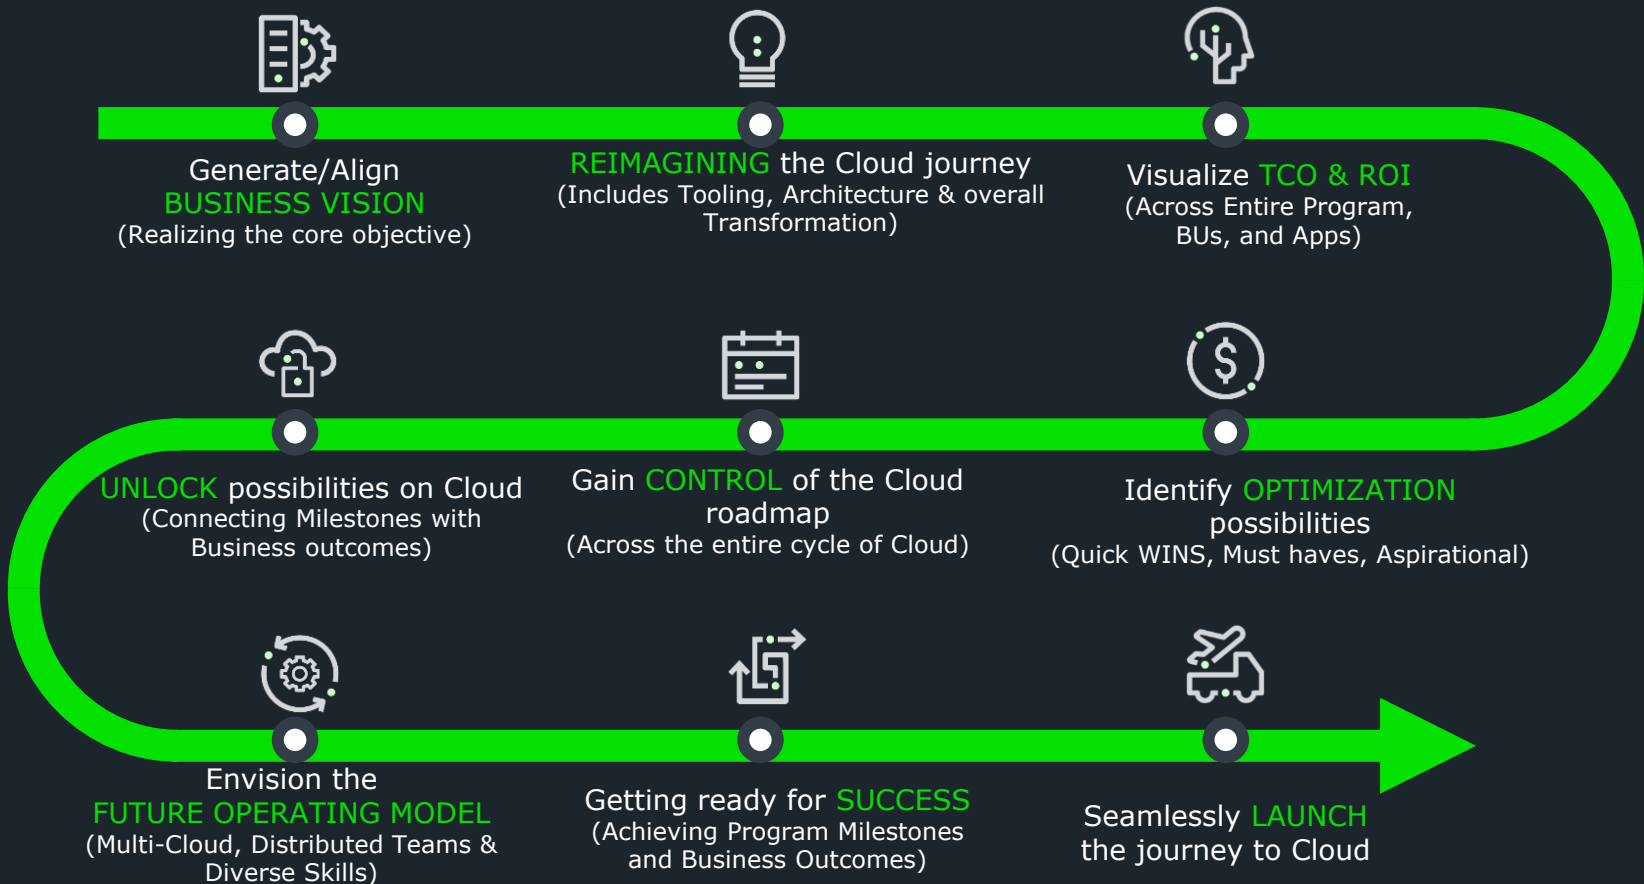 Generate/Align
BUSINESS VISION
(Realizing the core objective)
REIMAGINING the Cloud journey
(Includes Tooling, Architecture & overall
Transformation)
Visualize TCO & ROI
(Across Entire Program,
BUs, and Apps)
UNLOCK possibilities on Cloud
(Connecting Milestones with
Business outcomes)
Gain CONTROL of the Cloud
roadmap
(Across the entire cycle of Cloud)
Identify OPTIMIZATION
possibilities
(Quick WINS, Must haves, Aspirational)
Envision the
FUTURE OPERATING MODEL
(Multi-Cloud, Distributed Teams &
Diverse Skills)
Getting ready for SUCCESS
(Achieving Program Milestones
and Business Outcomes)
Seamlessly LAUNCH
the journey to Cloud